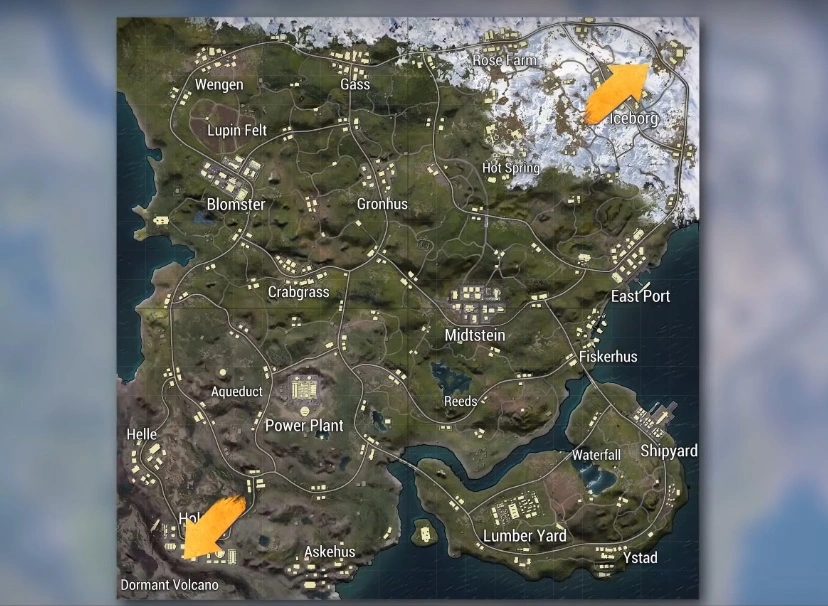 Rose Farm
Wengen
Gass
Iceborg
Lupin Felt
Hot Spring
Blomster
Gronhus
Crabgrass
East Port
Midtstein
Fiskerhus
Aqueduct
Reeds
Power Plant
Helle
Waterfall
Shipyard
Lumber Yard
Askehus
Ystad
Dormant Volcano